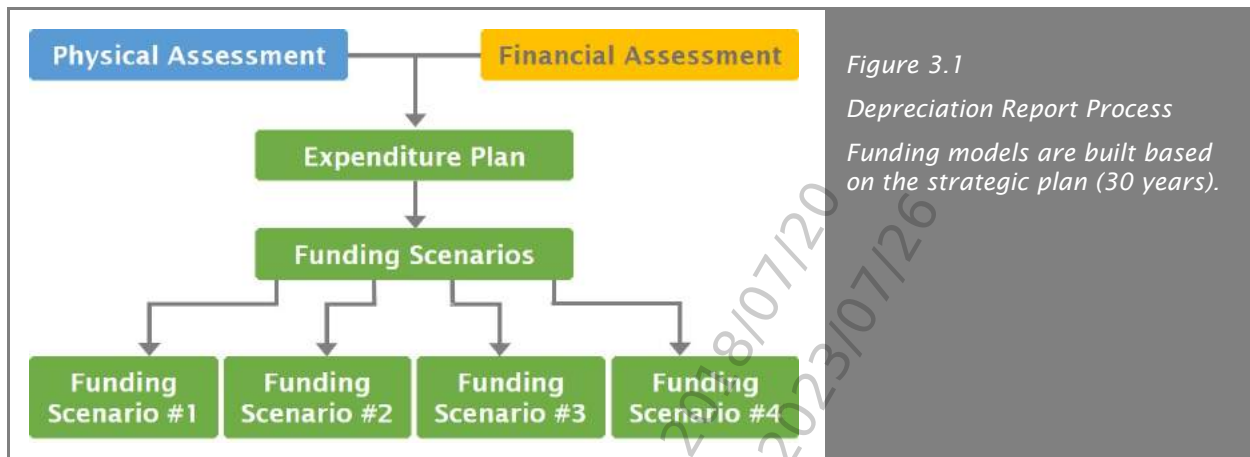 Physical Assessment
Financial Assessment
Expenditure Plan
Funding Scenarios
Funding
Scenario #1
Funding
Scenario #2
Funding
Scenario #3
Funding
Scenario #4
Figure 3.1
Depreciation Report Process
Funding models are built based
on the strategic plan (30 years).
2018/07/20
2023/07/26